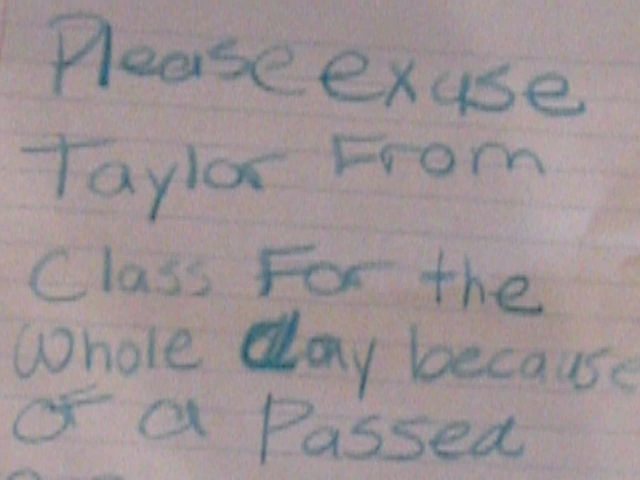 Please exuse
Taylor From
Class For the
Whole day because
of a Passed